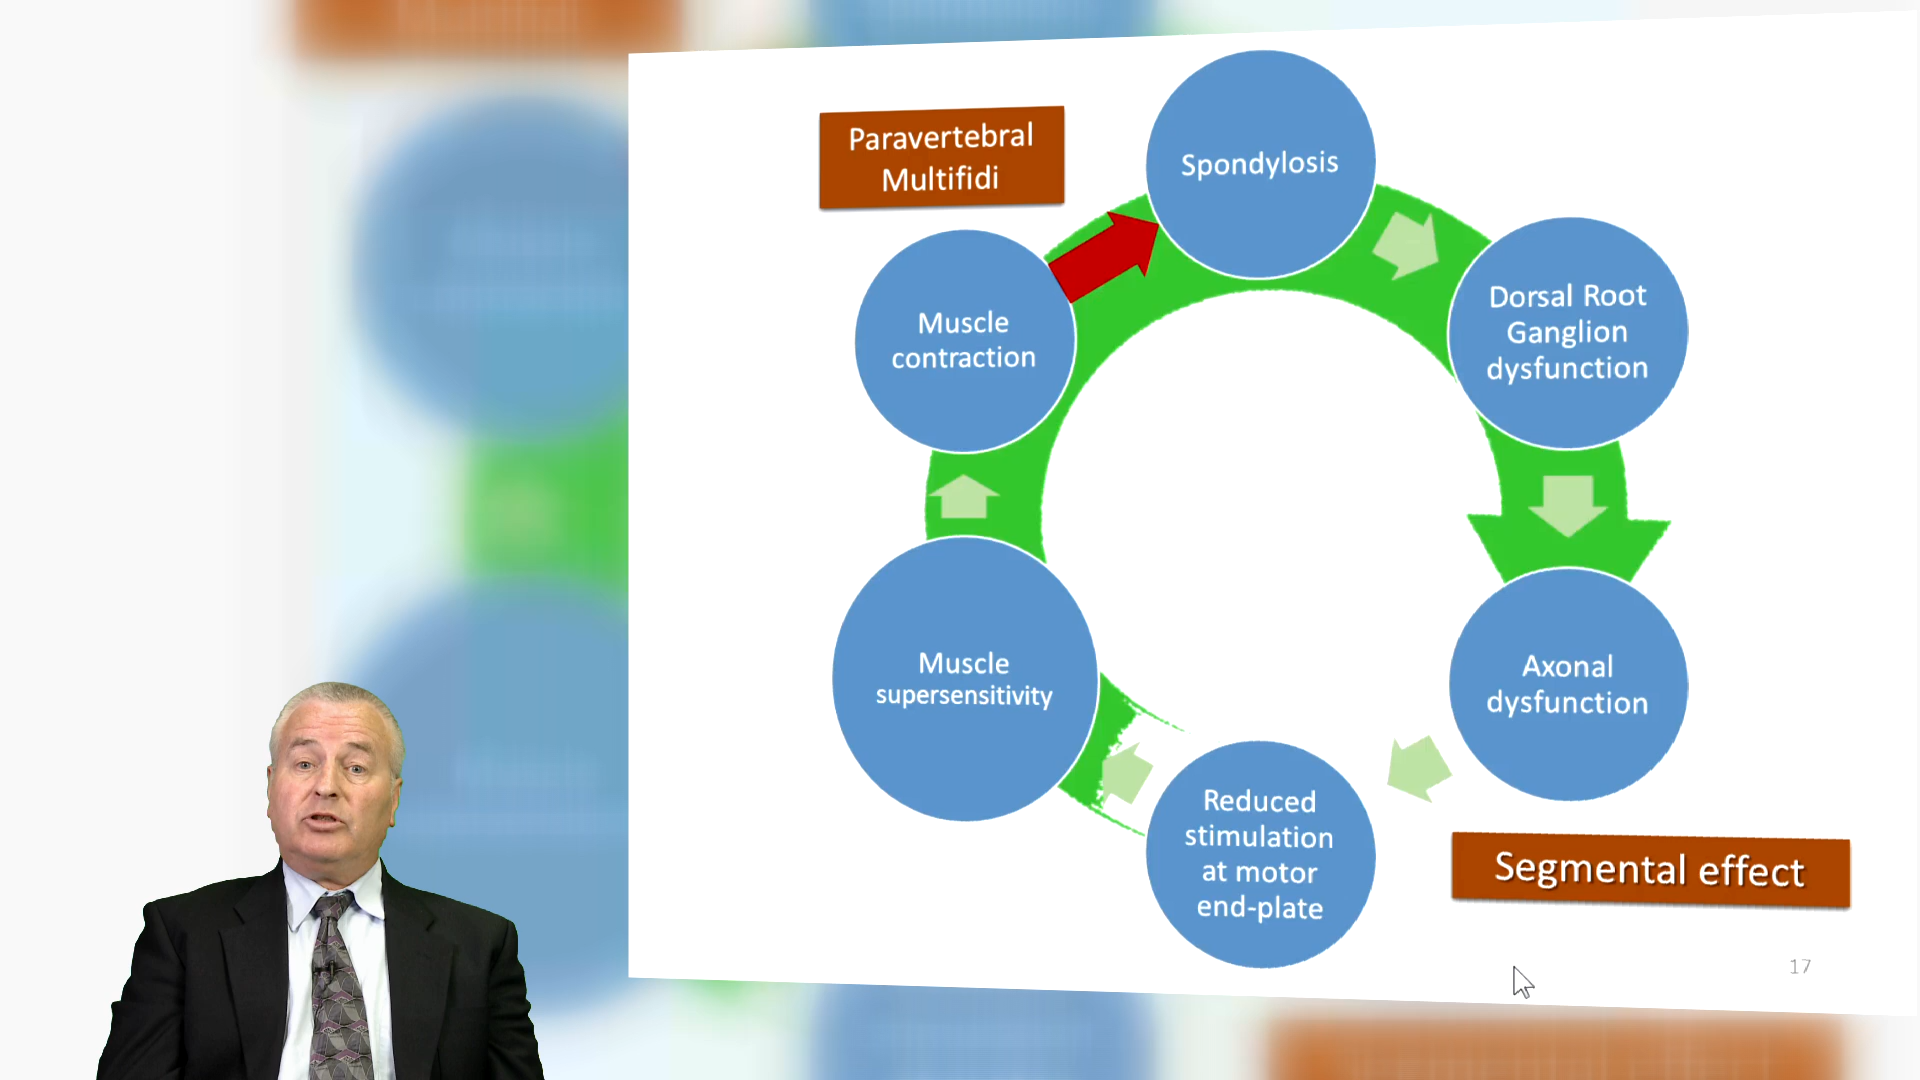 Paravertebral
Multifidi
Spondylosis
Dorsal Root
Ganglion
dysfunction
Axonal
dysfunction
Segmental effect
Reduced
stimulation
at motor
end-plate
Muscle
supersensitivity
Muscle
contraction
17